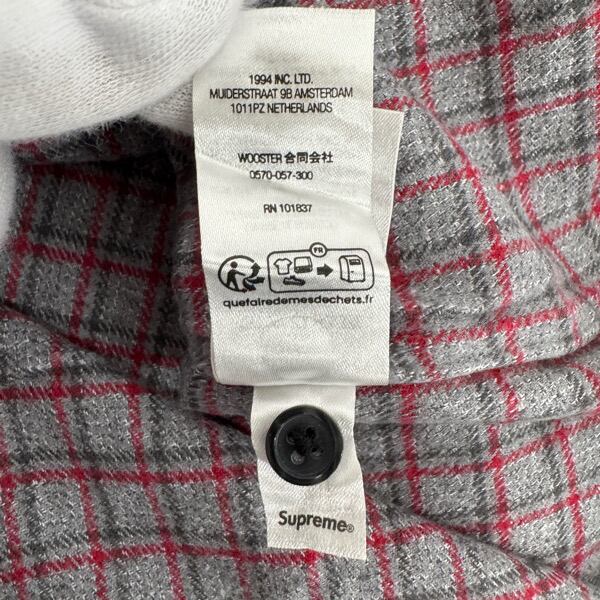 1994 INC. LTD.
MUIDERSTRAAT 9B AMSTERDAM
1011PZ NETHERLANDS
WOOSTER 合同会社
0570-057-300
RN 101837
FR
quefairedemesdechets.fr
Supreme®